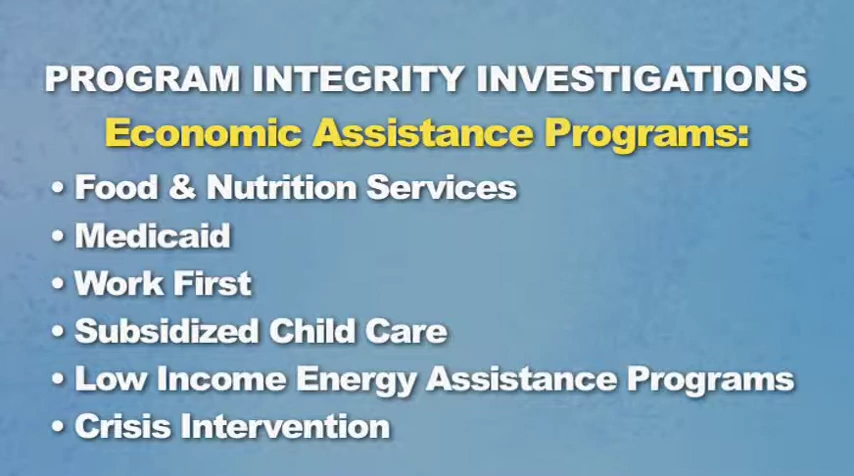 PROGRAM INTEGRITY INVESTIGATIONS
Economic Assistance Programs:
• Food & Nutrition Services
• Medicaid
• Work First
• Subsidized Child Care
• Low Income Energy Assistance Programs
• Crisis Intervention